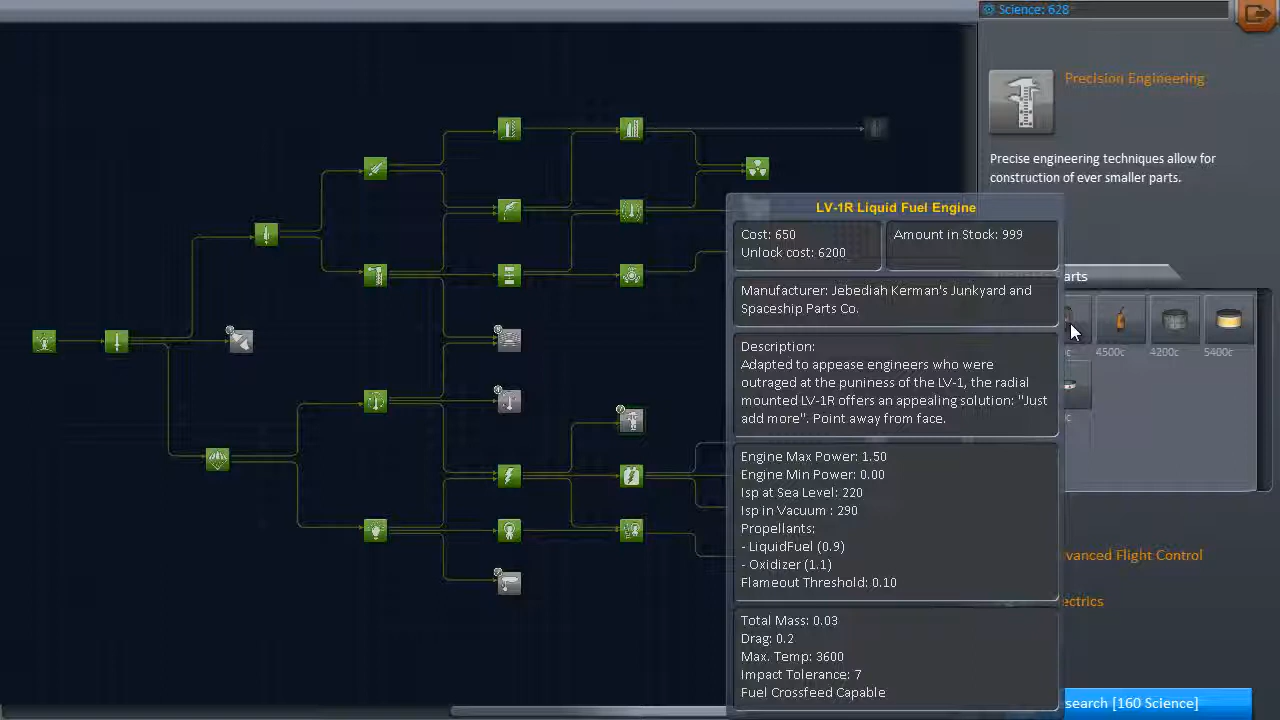 Science: 628
Precision Engineering
Precise engineering techniques allow for
construction of ever smaller parts.
LV-1R Liquid Fuel Engine
Cost: 650
Unlock cost: 6200
Amount in Stock: 999
Manufacturer: Jebediah Kerman's Junkyard and
Spaceship Parts Co.
arts
4500c
4200c
5400c
Description:
Adapted to appease engineers who were
outraged at the puniness of the LV-1, the radial
mounted LV-1R offers an appealing solution: "Just
add more". Point away from face.
Engine Max Power: 1.50
Engine Min Power: 0.00
Isp at Sea Level: 220
Isp in Vacuum : 290
Propellents:
- LiquidFuel (0.9)
- Oxidizer (1.1)
Flameout Threshold: 0.10
vanced Flight Control
ectrics
Total Mass: 0.03
Drag: 0.2
Max. Temp: 3600
Impact Tolerance: 7
Fuel Crossfeed Capable
search [160 Science]